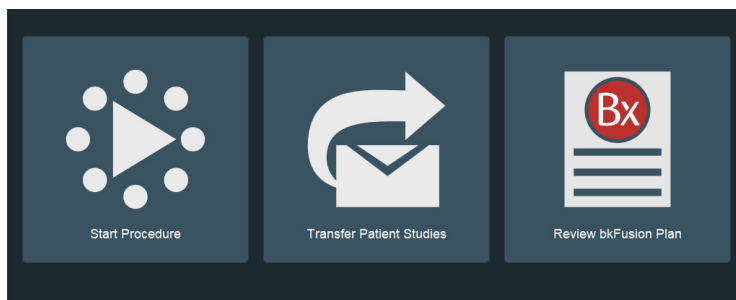 Bx
Start Procedure
Transfer Patient Studies
Review bkFusion Plan